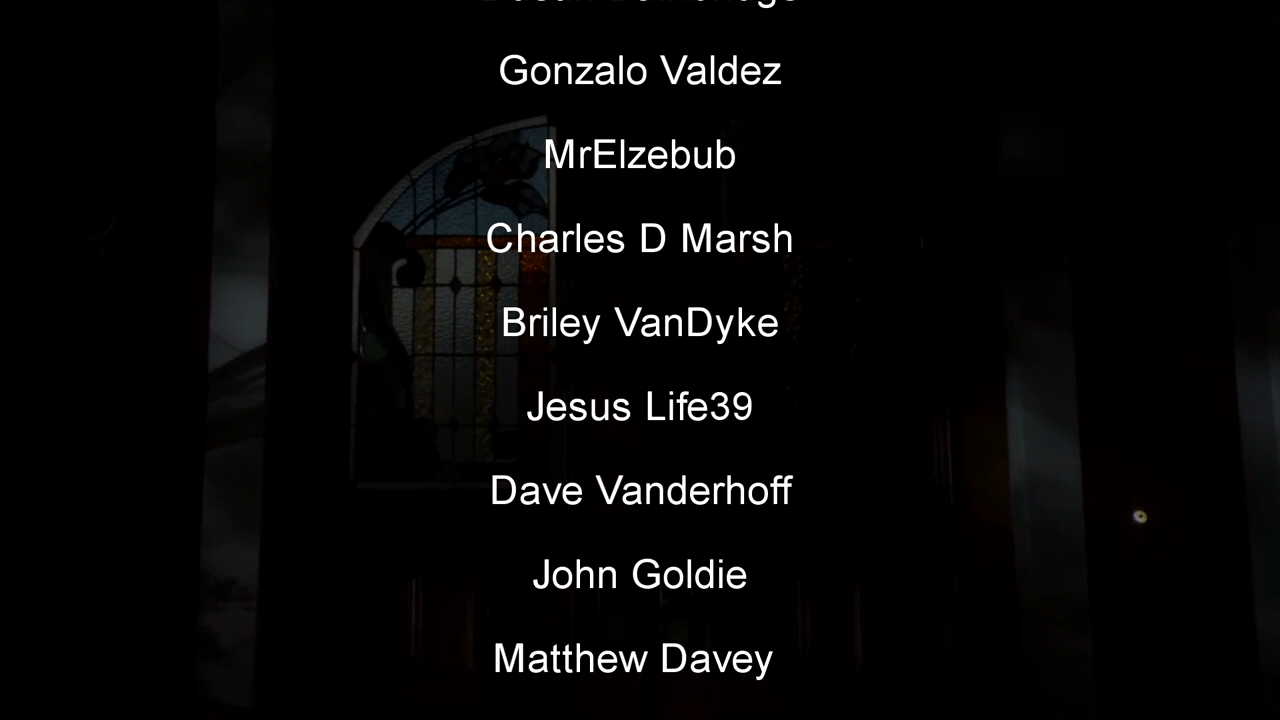 Gonzalo Valdez
MrElzebub
Charles D Marsh
Briley VanDyke
Jesus Life39
Dave Vanderhoff
John Goldie
Matthew Davey